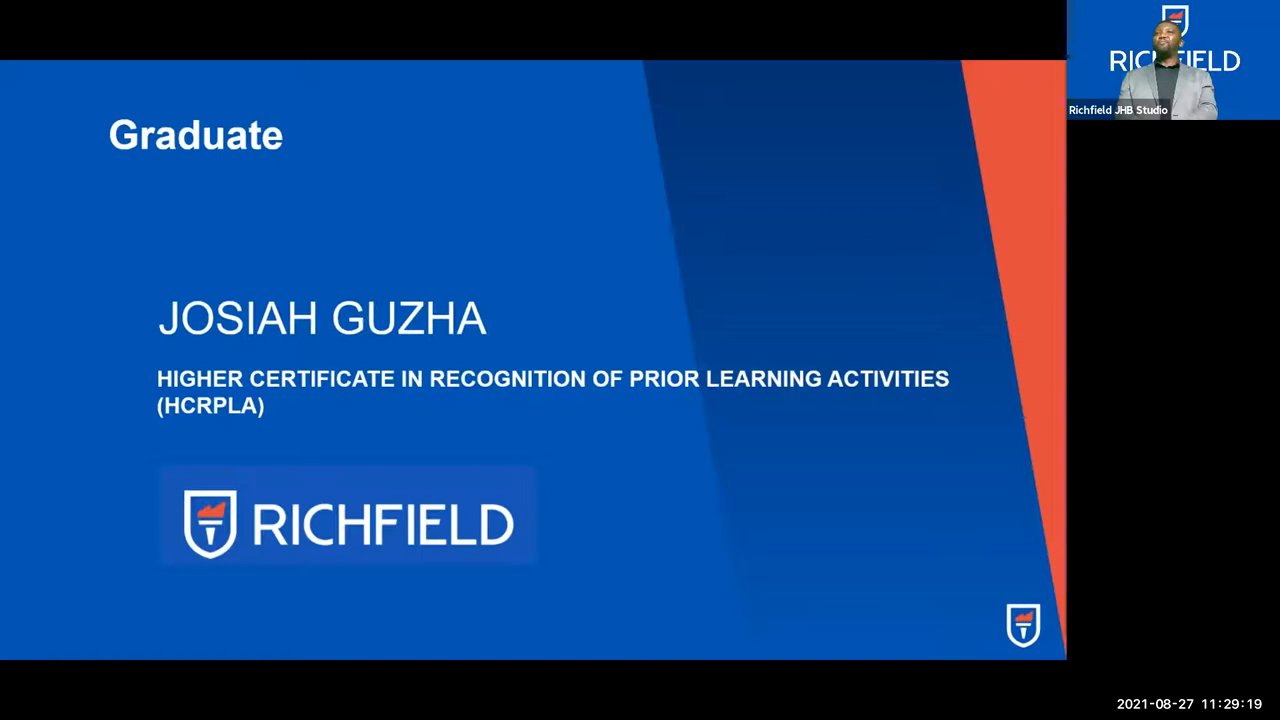 Graduate
JOSIAH GUZHA
HIGHER CERTIFICATE IN RECOGNITION OF PRIOR LEARNING ACTIVITIES
(HCRPLA)
RICHFIELD
RICHFIELD
Richfield JHB Studio
2021-08-27 11:29:19